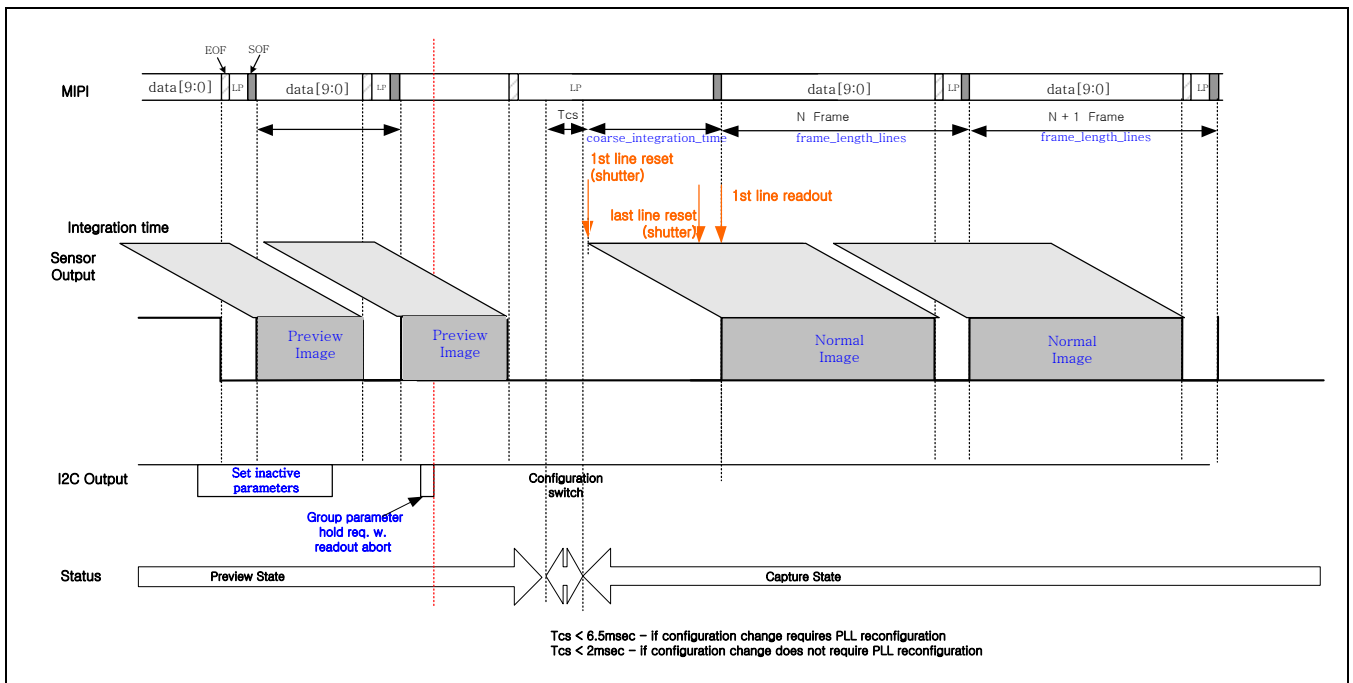 EOF SOF
MIPI
data[9:0] LP data[9:0] LP LP data[9:0] LP data[9:0] LP
Tcs
N Frame
N + 1 Frame
coarse_integration_time
frame_length_lines
frame_length_lines
1st line reset
(shutter)
1st line readout
last line reset
(shutter)
Integration time
Sensor
Output
Preview
Image
Preview
Image
Normal
Image
Normal
Image
I2C Output
Set inactive
parameters
Configuration
switch
Group parameter
hold req. w.
readout abort
Status
Preview State
Capture State
Tcs < 6.5msec – if configuration change requires PLL reconfiguration
Tcs < 2msec – if configuration change does not require PLL reconfiguration